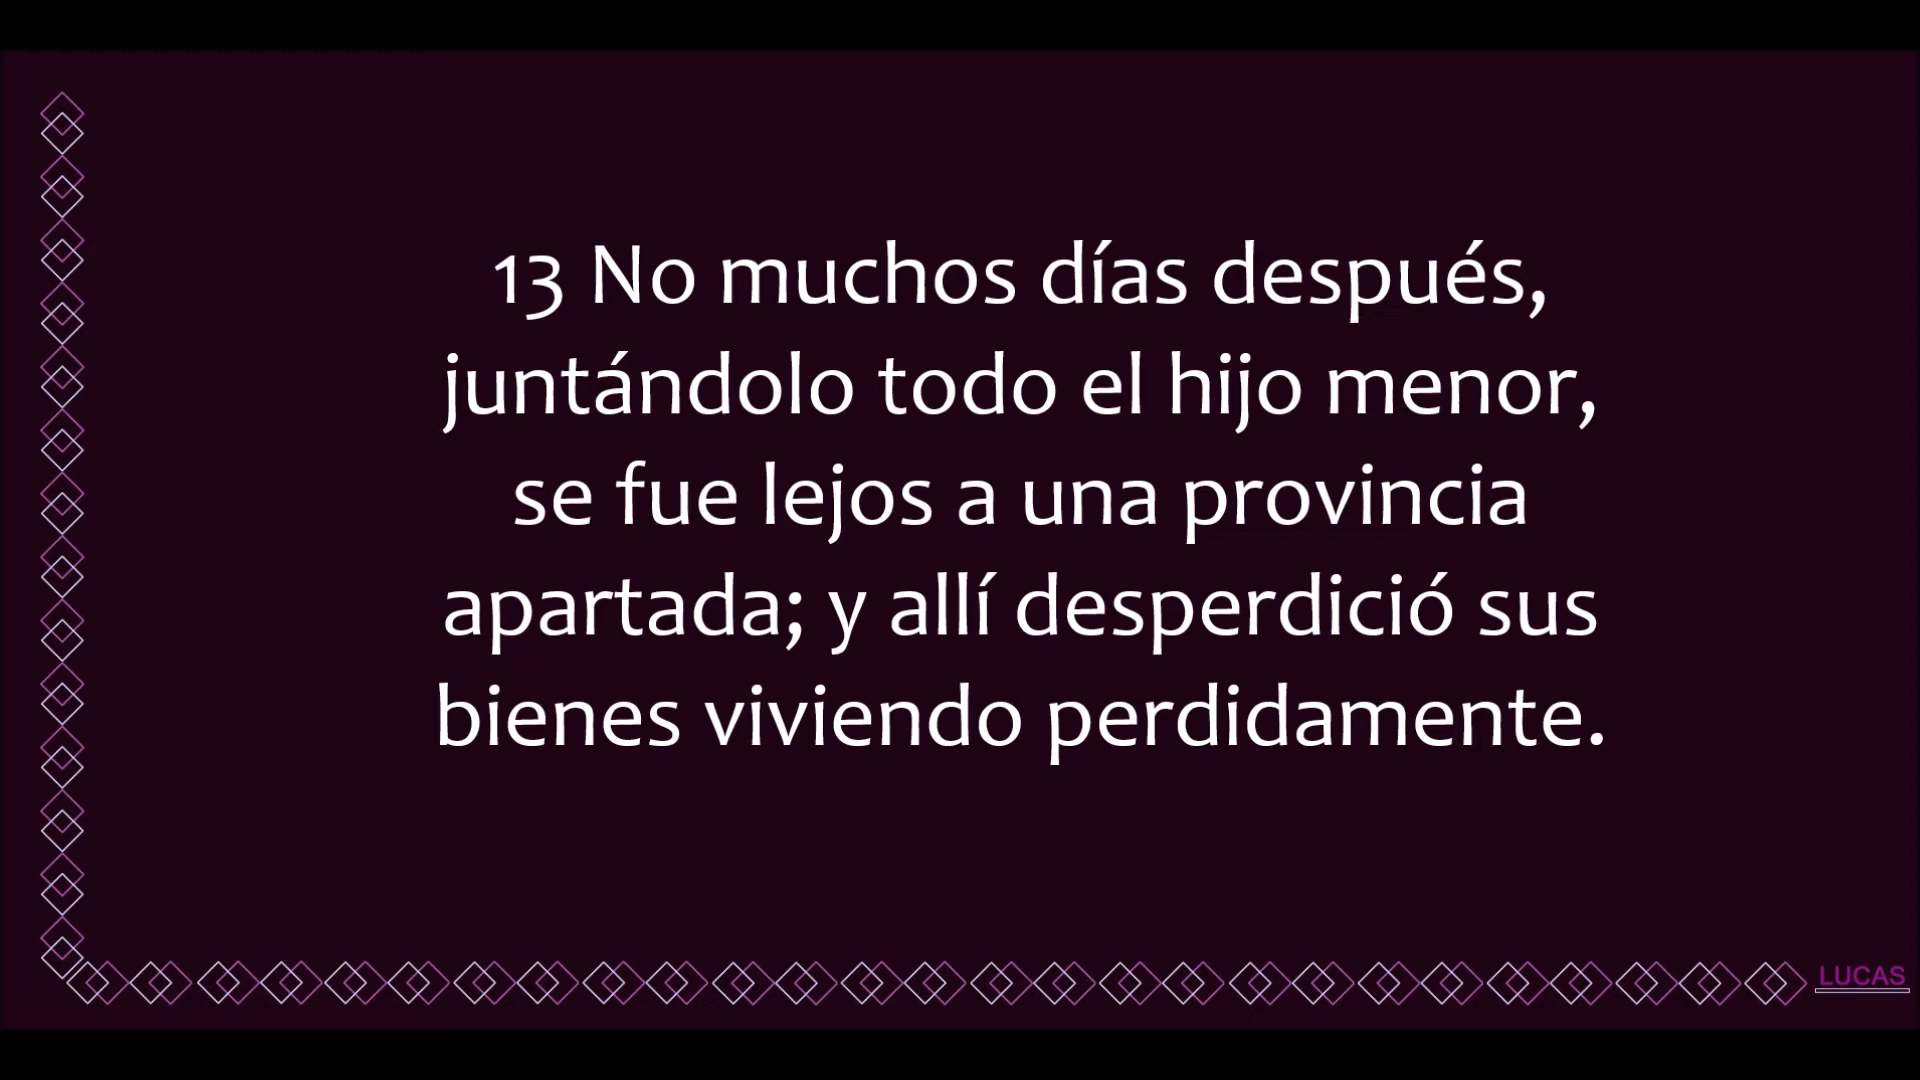 13 No muchos días después,
juntándolo todo el hijo menor,
se fue lejos a una provincia
apartada; y allí desperdició sus
bienes viviendo perdidamente.
LUCAS